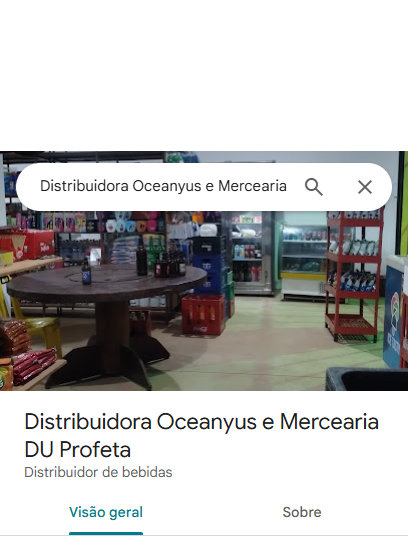 Distribuidora Oceanyus e Mercearia
Distribuidora Oceanyus e Mercearia
DU Profeta
Distribuidor de bebidas
Visão geral
Sobre